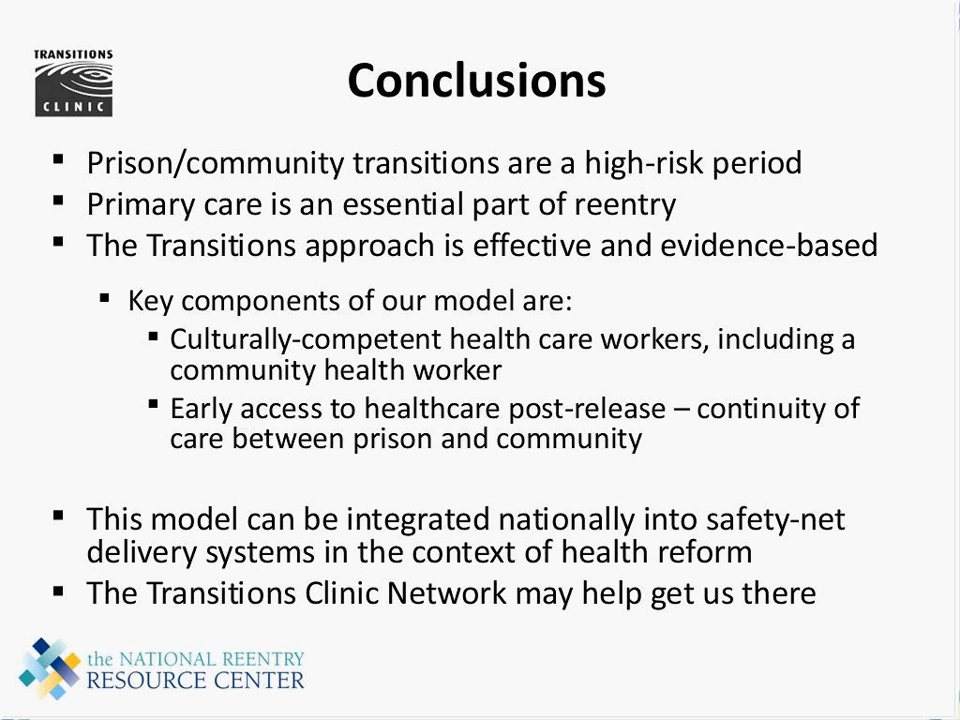 TRANSITIONS
CLINIC
Conclusions
▪ Prison/community transitions are a high-risk period
▪ Primary care is an essential part of reentry
▪ The Transitions approach is effective and evidence-based
▪ Key components of our model are:
▪ Culturally-competent health care workers, including a
community health worker
▪ Early access to healthcare post-release – continuity of
care between prison and community
▪ This model can be integrated nationally into safety-net
delivery systems in the context of health reform
▪ The Transitions Clinic Network may help get us there
the NATIONAL REENTRY
RESOURCE CENTER